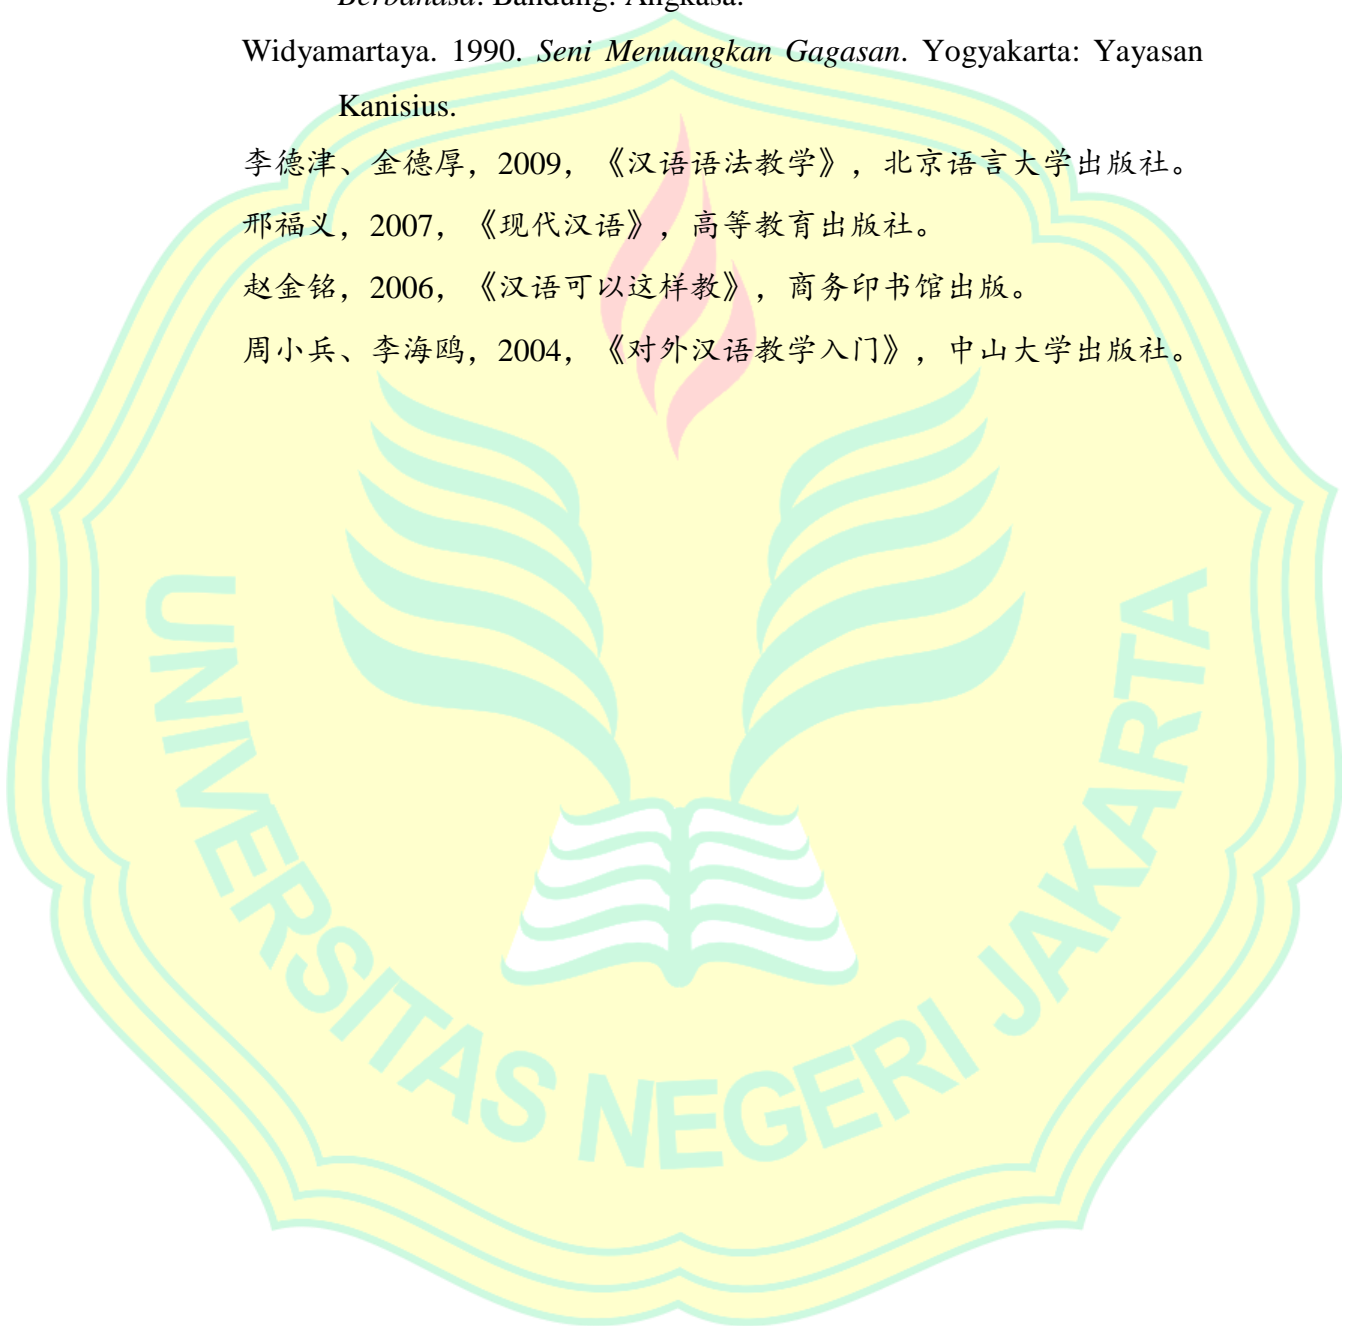 Berbahasa. Bandung: Angkasa.
Widyamartaya. 1990. Seni Menuangkan Gagasan. Yogyakarta: Yayasan
Kanisius.
李德津、金德厚，2009，《汉语语法教学》，北京语言大学出版社。
邢福义，2007，《现代汉语》，高等教育出版社。
赵金铭，2006，《汉语可以这样教》，商务印书馆出版。
周小兵、李海鸥，2004，《对外汉语教学入门》，中山大学出版社。
UNIVERSITAS NEGERI JAKARTA